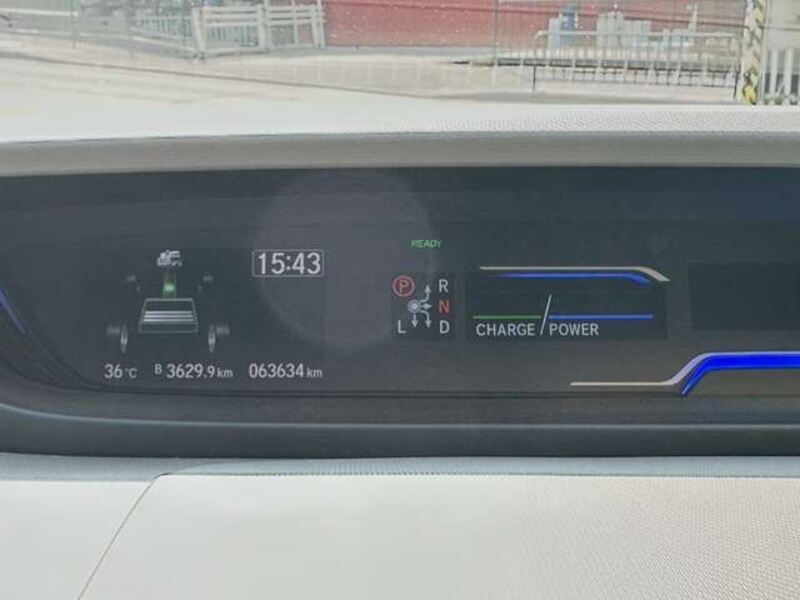 READY
15:43
P R
N
L D
CHARGE/POWER
36°C B 3629.9 km 063634 km